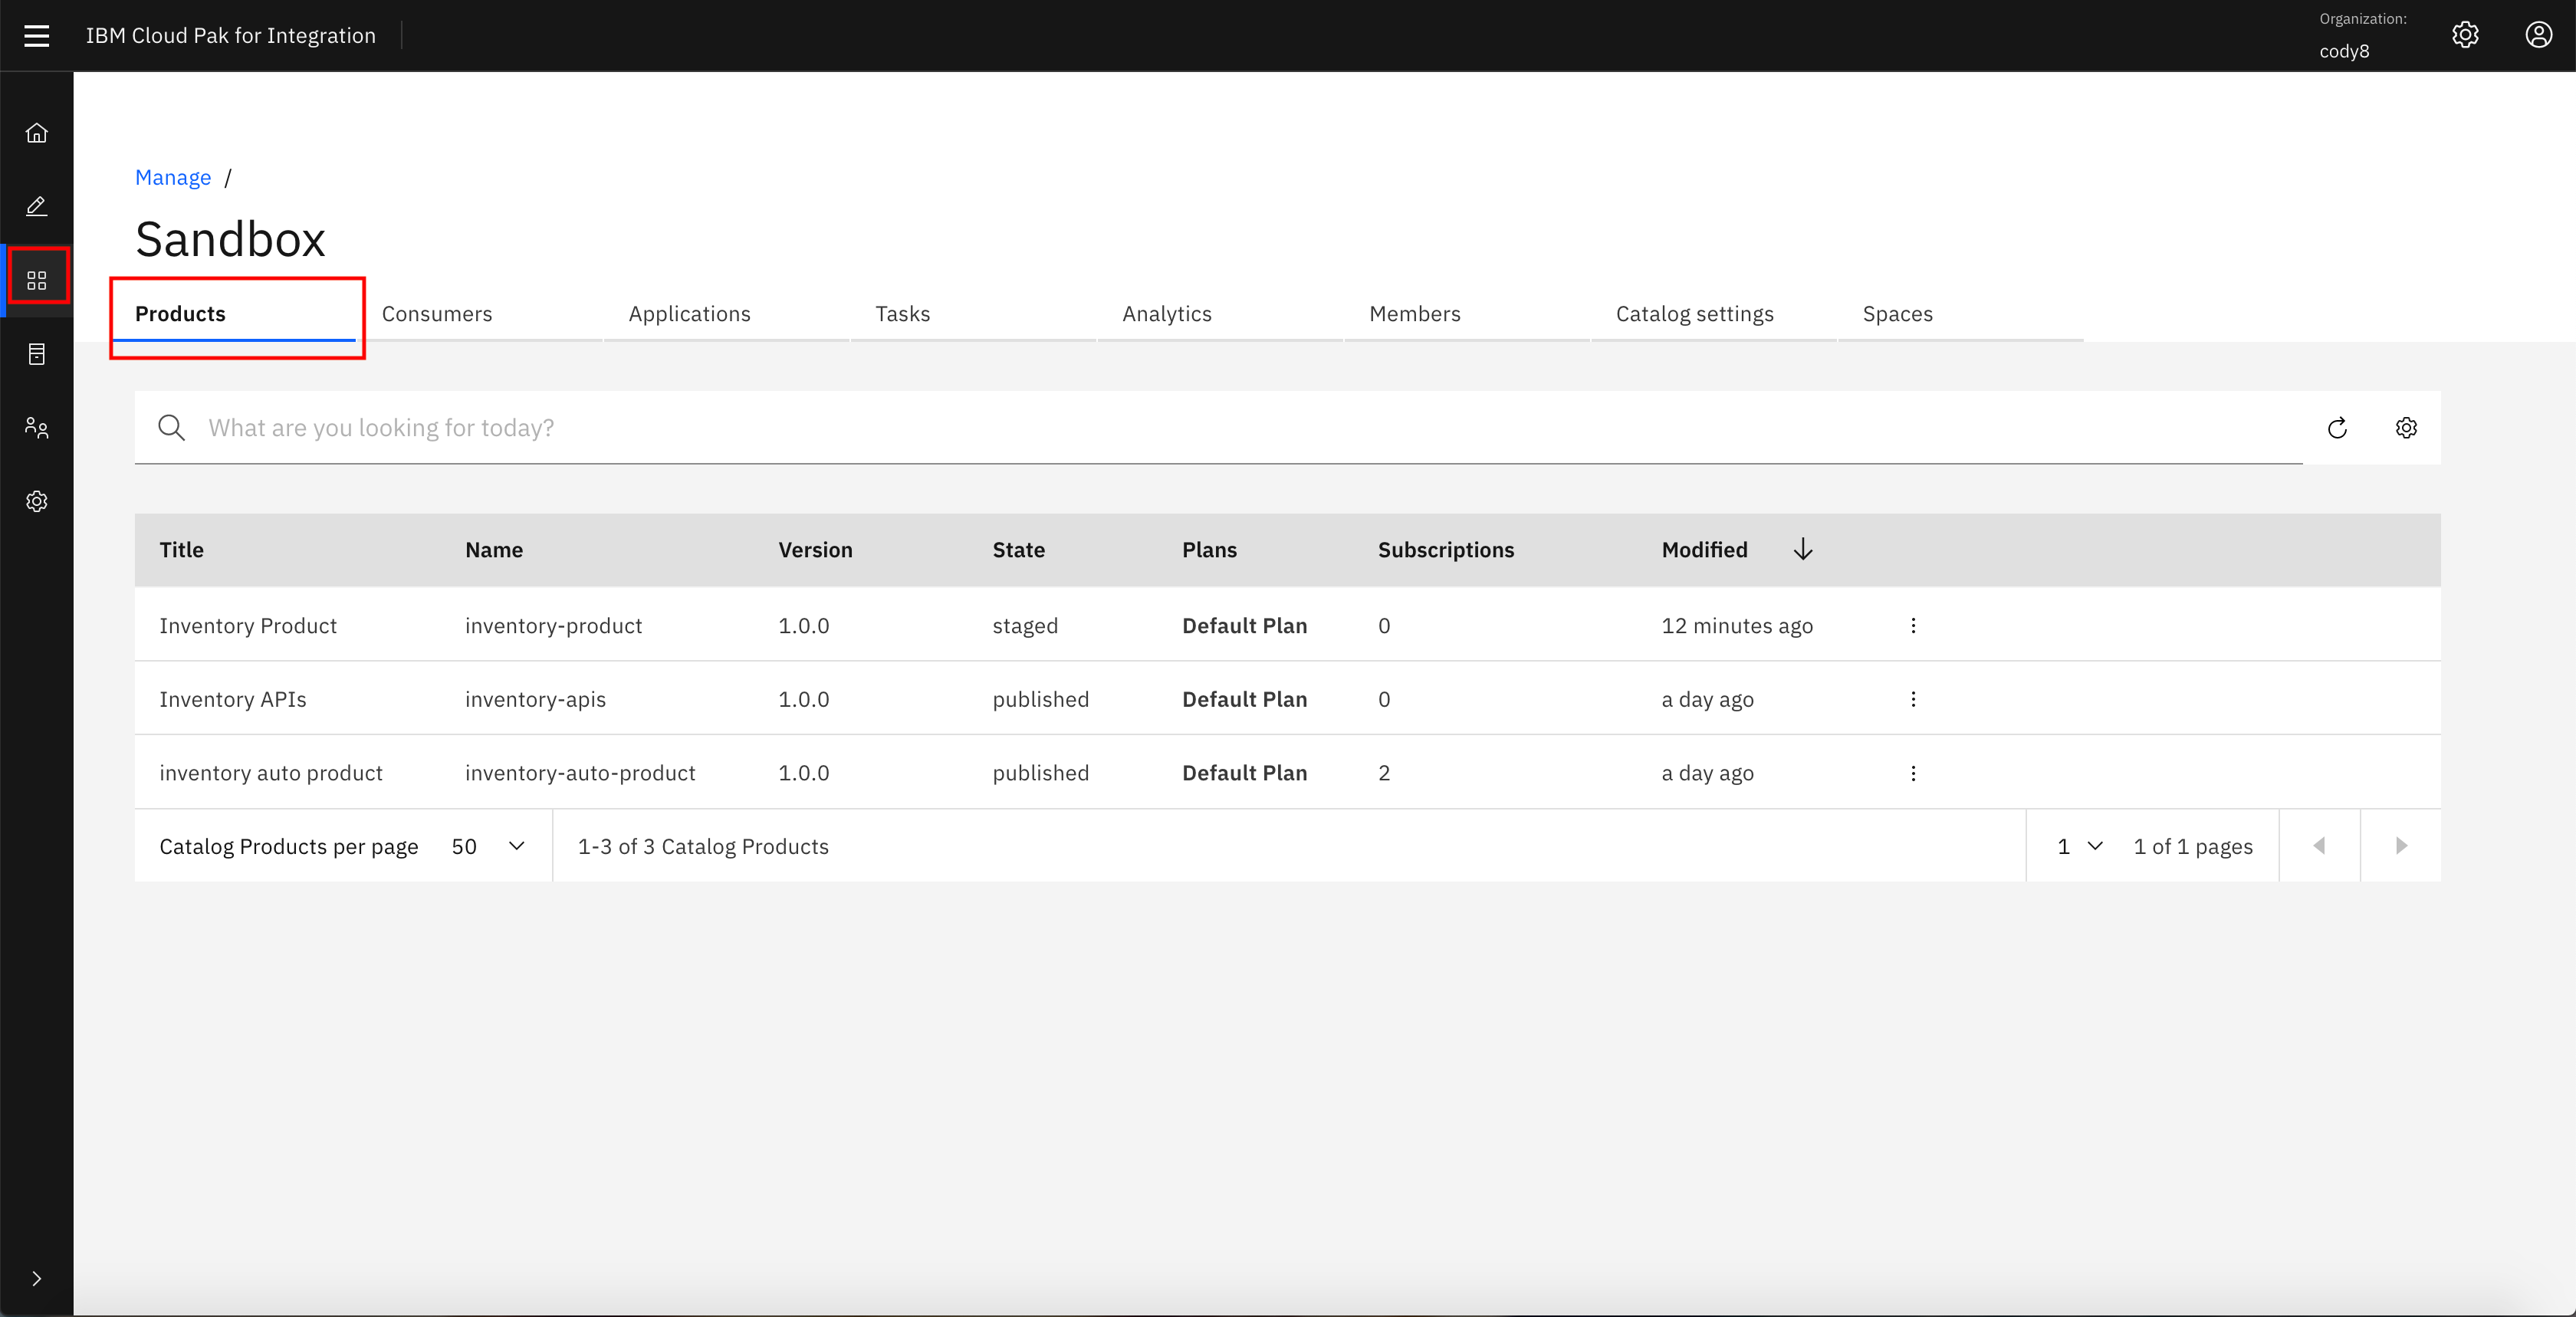 IBM Cloud Pak for Integration
Organization:
cody8
Manage /
Sandbox
Products Consumers Applications Tasks Analytics Members Catalog settings Spaces
What are you looking for today?
Title Name Version State Plans Subscriptions Modified
Inventory Product inventory-product 1.0.0 staged Default Plan 0 12 minutes ago
Inventory APIs inventory-apis 1.0.0 published Default Plan 0 a day ago
inventory auto product inventory-auto-product 1.0.0 published Default Plan 2 a day ago
Catalog Products per page 50 1-3 of 3 Catalog Products 1 1 of 1 pages